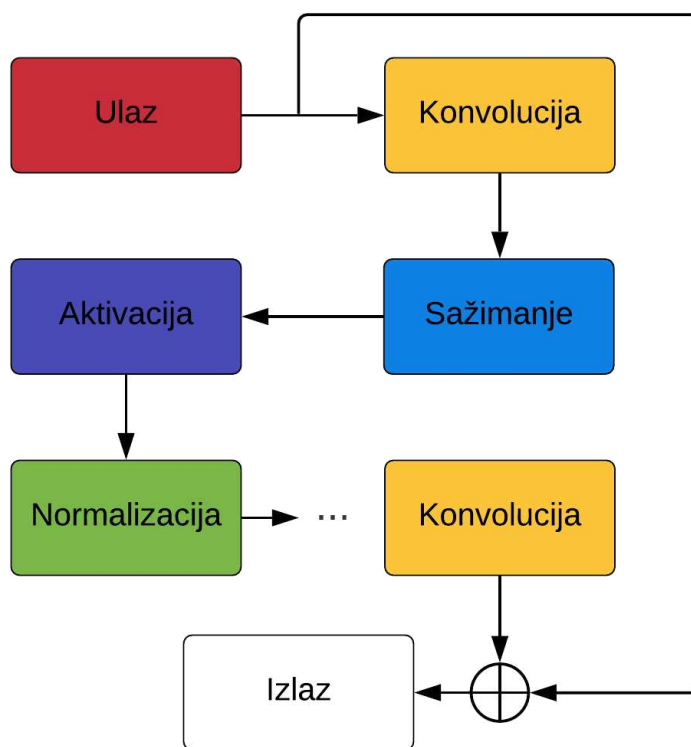 Ulaz
Konvolucija
Aktivacija
Sažimanje
Normalizacija
...
Konvolucija
Izlaz